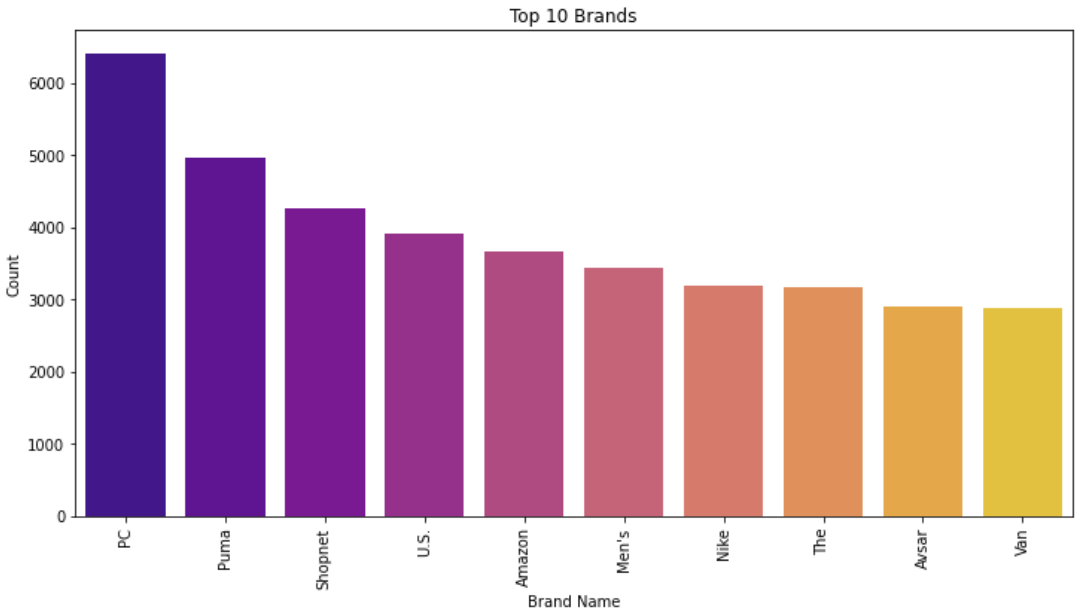 Top 10 Brands
6000
5000
4000
3000
2000
1000
0
Count
PC
Puma
Shopnet
U.S.
Amazon
Men's
Nike
The
Avsar
Van
Brand Name